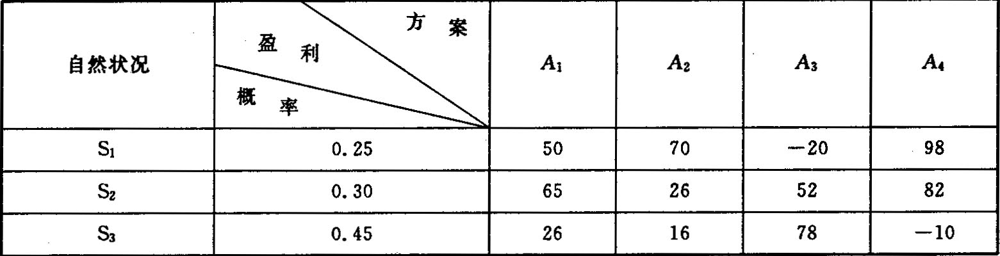 自然状况 盈利 方案 概率 A₁ A₂ A₃ A₄
S₁ 0.25 50 70 −20 98
S₂ 0.30 65 26 52 82
S₃ 0.45 26 16 78 −10